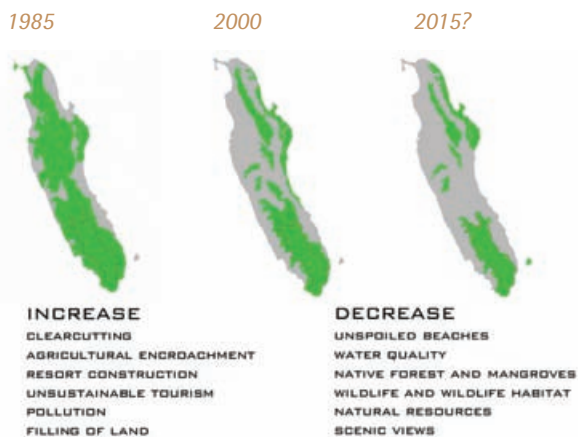 1985 2000 2015?
INCREASE
CLEARCUTTING
AGRICULTURAL ENCROACHMENT
RESORT CONSTRUCTION
UNSUSTAINABLE TOURISM
POLLUTION
FILLING OF LAND
DECREASE
UNSPOILED BEACHES
WATER QUALITY
NATIVE FOREST AND MANGROVES
WILDLIFE AND WILDLIFE HABITAT
NATURAL RESOURCES
SCENIC VIEWS